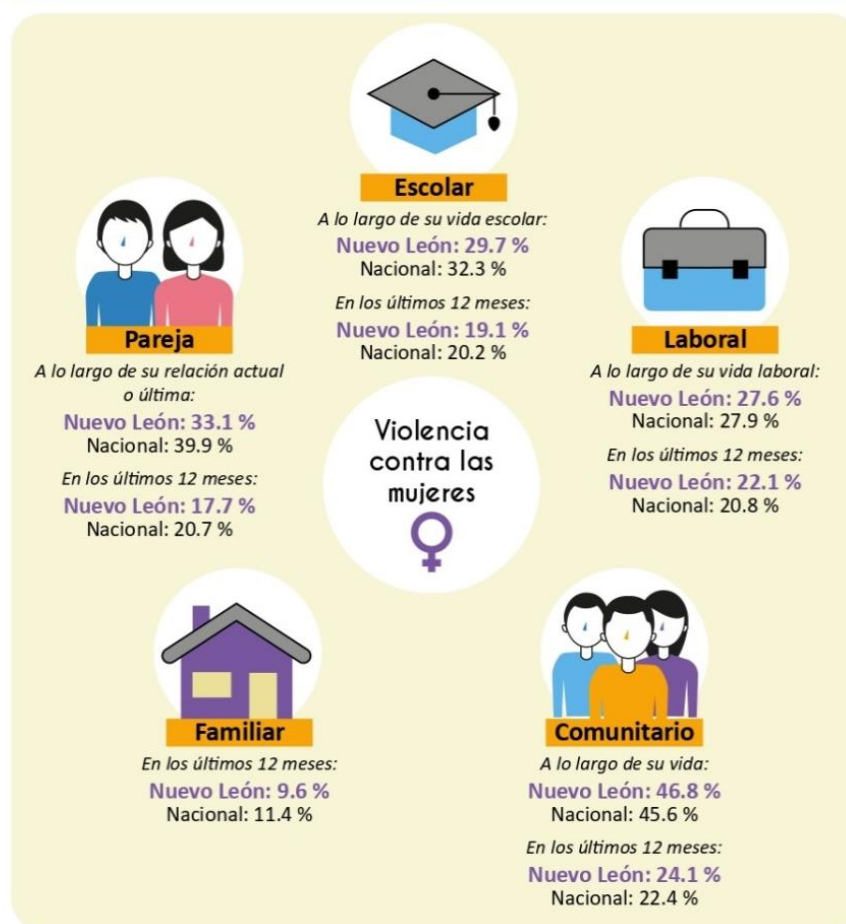 Escolar
A lo largo de su vida escolar:
Nuevo León: 29.7 %
Nacional: 32.3 %
En los últimos 12 meses:
Nuevo León: 19.1 %
Nacional: 20.2 %
Pareja
A lo largo de su relación actual
o última:
Nuevo León: 33.1 %
Nacional: 39.9 %
En los últimos 12 meses:
Nuevo León: 17.7 %
Nacional: 20.7 %
Laboral
A lo largo de su vida laboral:
Nuevo León: 27.6 %
Nacional: 27.9 %
En los últimos 12 meses:
Nuevo León: 22.1 %
Nacional: 20.8 %
Violencia
contra las
mujeres
Familiar
En los últimos 12 meses:
Nuevo León: 9.6 %
Nacional: 11.4 %
Comunitario
A lo largo de su vida:
Nuevo León: 46.8 %
Nacional: 45.6 %
En los últimos 12 meses:
Nuevo León: 24.1 %
Nacional: 22.4 %